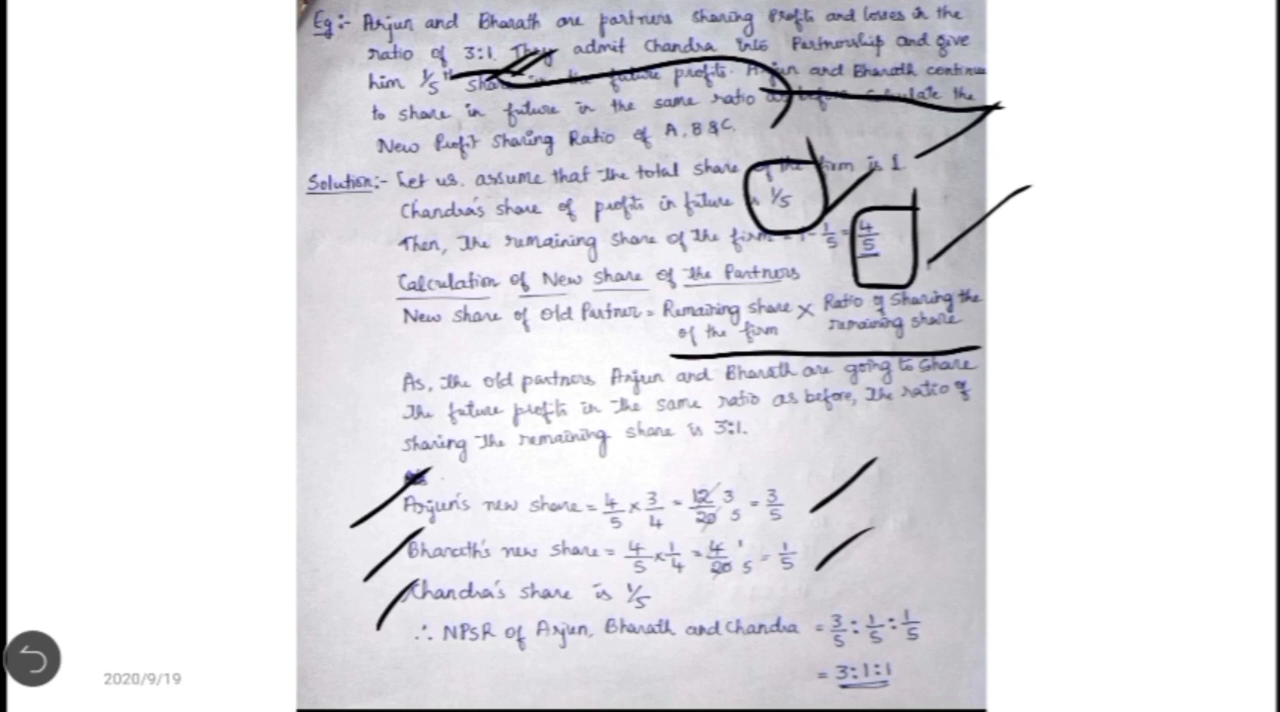 Eg:- Arjun and Bharath are partners sharing Profits and losses in the
ratio of 3:1. They admit Chandra into Partnership and give
him 1/5th share in the future profits. Arjun and Bharath continue
to share in future in the same ratio as before. Calculate the
New Profit Sharing Ratio of A, B & C.
Solution:- Let us. assume that the total share of the firm is 1
Chandra's share of profits in future is 1/5
Then, The remaining share of the firm = 1 - 1/5 = 4/5
Calculation of New Share of the Partners
New share of Old Partner = Remaining share of the firm × Ratio of Sharing the remaining share
As, the old partners Arjun and Bharath are going to Share
The future profits in the same ratio as before, The ratio of
sharing the remaining share is 3:1.
Arjun's new share = 4/5 × 3/4 = 12/20 3 5 = 3/5
Bharath's new share = 4/5 × 1/4 = 4/20 1 5 = 1/5
Chandra's share is 1/5
∴ NPSR of Arjun, Bharath and Chandra = 3/5 : 1/5 : 1/5
= 3:1:1
2020/9/19